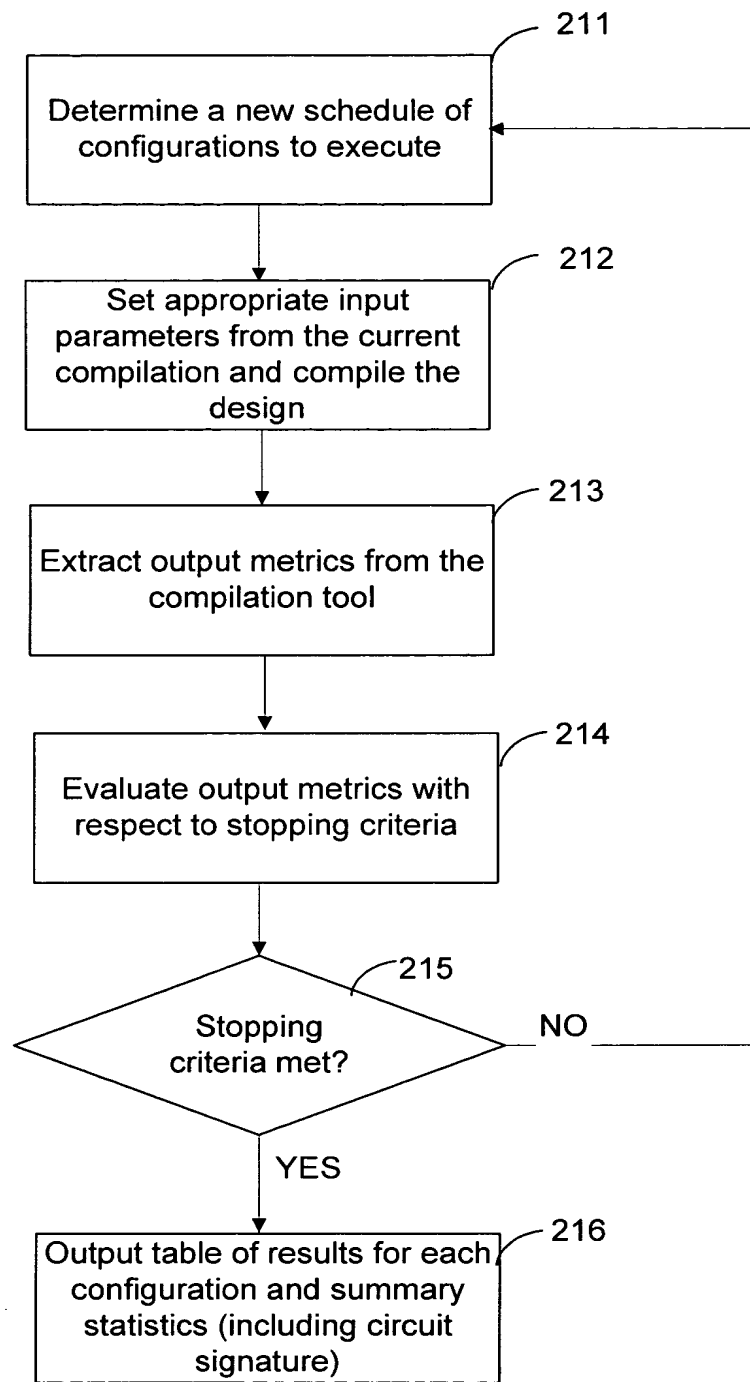 211
Determine a new schedule of
configurations to execute
212
Set appropriate input
parameters from the current
compilation and compile the
design
213
Extract output metrics from the
compilation tool
214
Evaluate output metrics with
respect to stopping criteria
215
Stopping
criteria met?
NO
YES
216
Output table of results for each
configuration and summary
statistics (including circuit
signature)